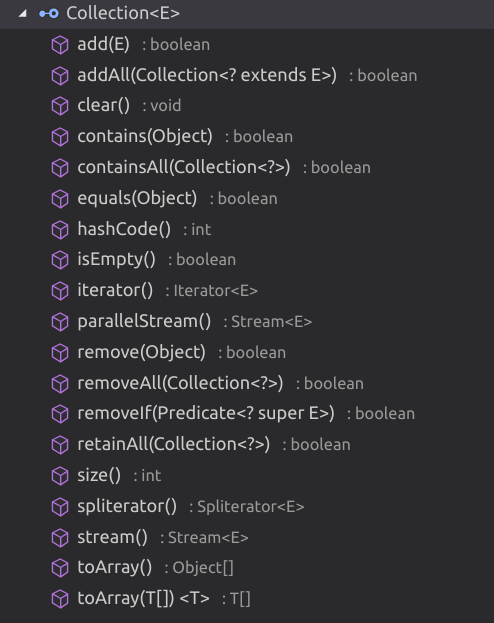 Collection<E>
add(E) : boolean
addAll(Collection<? extends E>) : boolean
clear() : void
contains(Object) : boolean
containsAll(Collection<?>) : boolean
equals(Object) : boolean
hashCode() : int
isEmpty() : boolean
iterator() : Iterator<E>
parallelStream() : Stream<E>
remove(Object) : boolean
removeAll(Collection<?>) : boolean
removeIf(Predicate<? super E>) : boolean
retainAll(Collection<?>) : boolean
size() : int
spliterator() : Spliterator<E>
stream() : Stream<E>
toArray() : Object[]
toArray(T[]) <T> : T[]